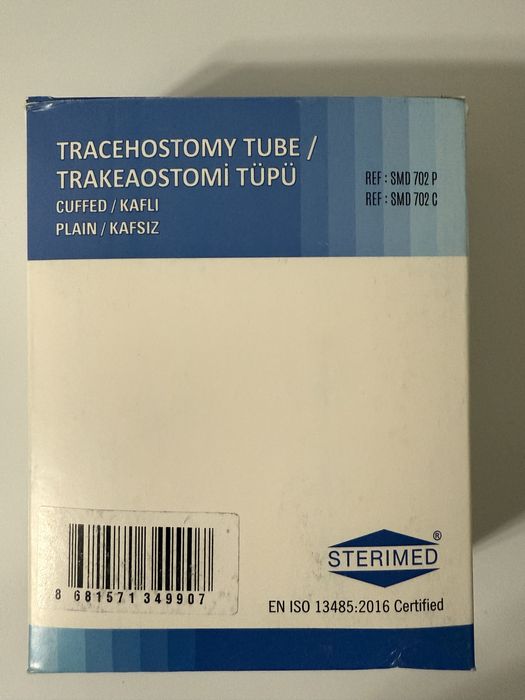 TRACEHOSTOMY TUBE /
TRAKEAOSTOMİ TÜPÜ
CUFFED / KAFLI
PLAIN / KAFSIZ
REF : SMD 702 P
REF : SMD 702 C
8 681571 349907
STERIMED®
EN ISO 13485:2016 Certified